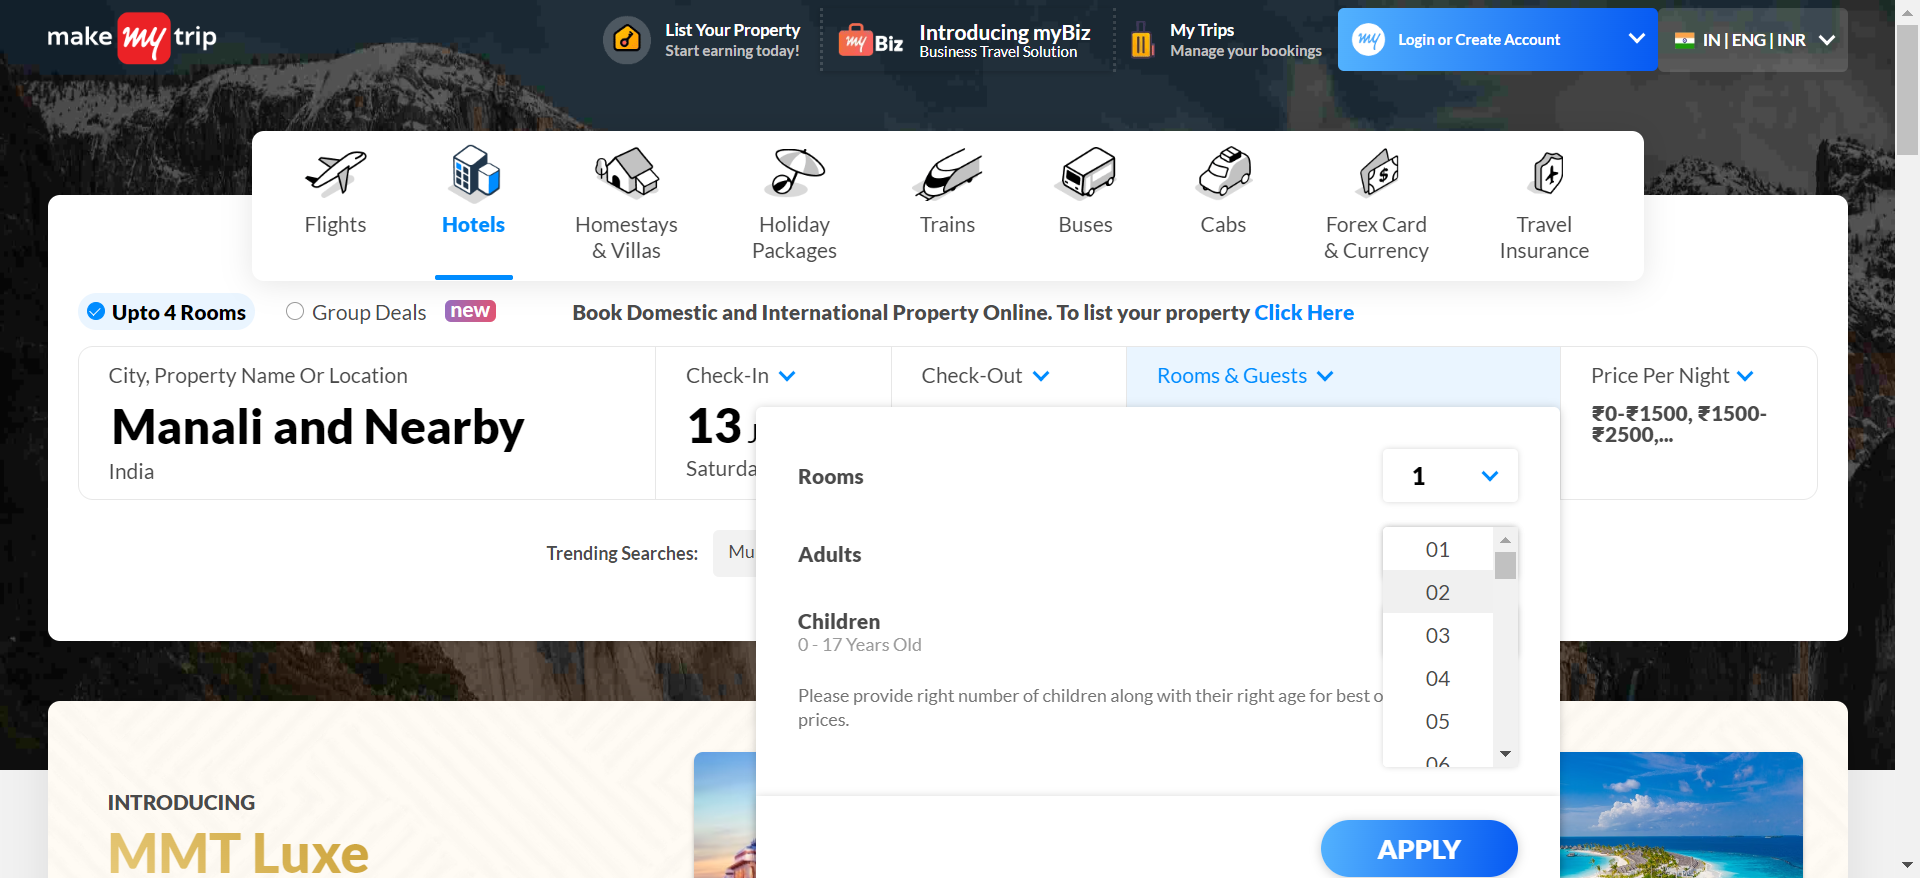 make my trip
List Your Property
Start earning today!
my Biz
Introducing myBiz
Business Travel Solution
My Trips
Manage your bookings
my
Login or Create Account
IN | ENG | INR
Flights
Hotels
Homestays
& Villas
Holiday
Packages
Trains
Buses
Cabs
Forex Card
& Currency
Travel
Insurance
Upto 4 Rooms
Group Deals
new
Book Domestic and International Property Online. To list your property Click Here
City, Property Name Or Location
Manali and Nearby
India
Check-In
13
Saturda
Check-Out
Rooms & Guests
Price Per Night
₹0-₹1500, ₹1500-
₹2500,...
Rooms
1
Trending Searches:
Mu
Adults
01
02
03
04
05
06
Children
0 - 17 Years Old
Please provide right number of children along with their right age for best o
prices.
APPLY
INTRODUCING
MMT Luxe